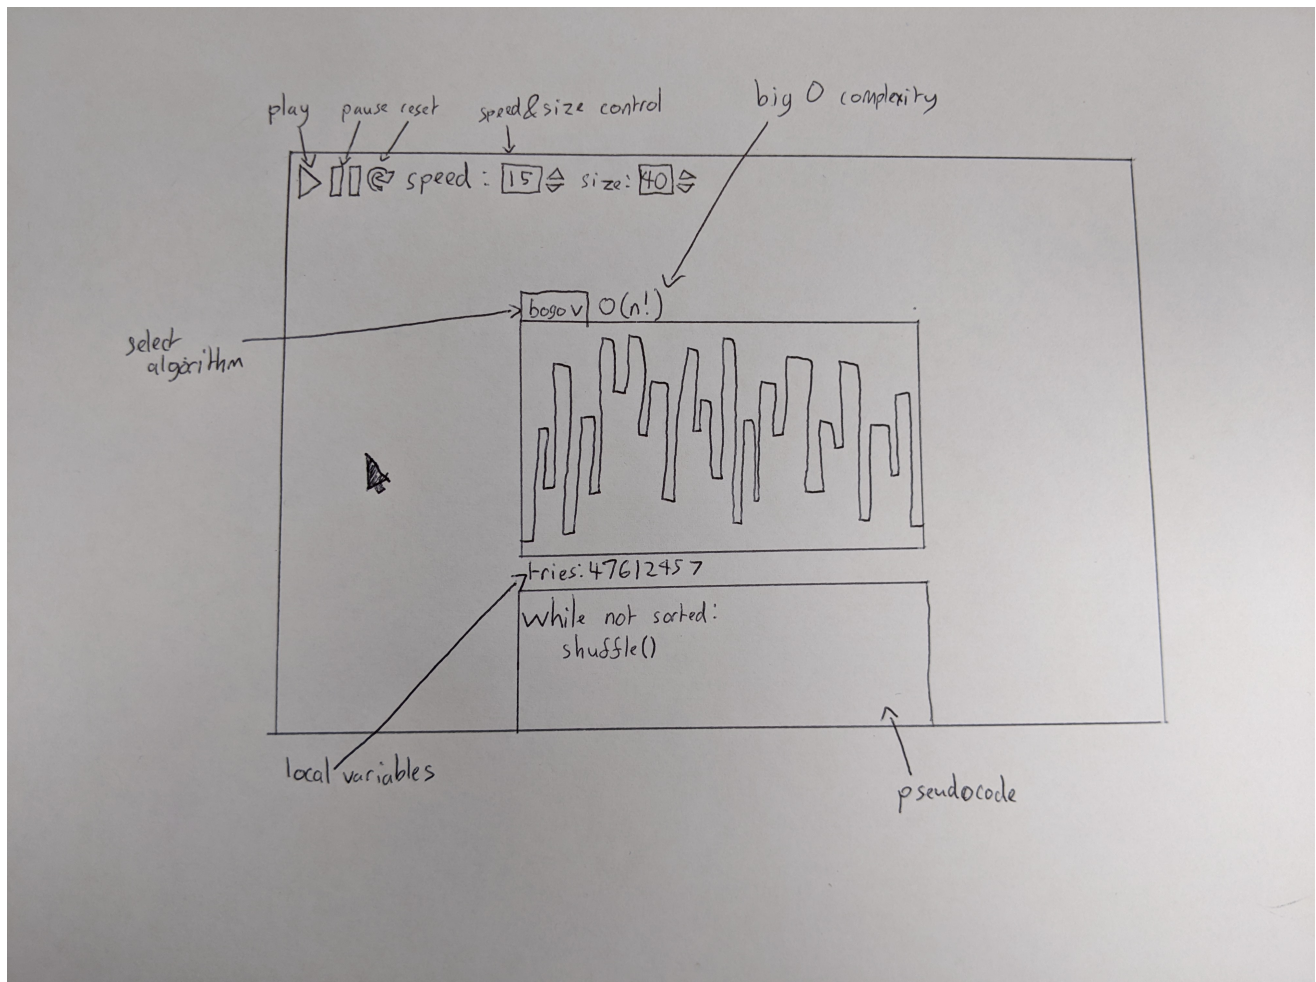 play
pause reset
speed&size control
big O complexity
speed: 15 size: 40
bogo v O(n!)
select
algorithm
tries: 47612457
while not sorted:
shuffle()
local variables
pseudocode